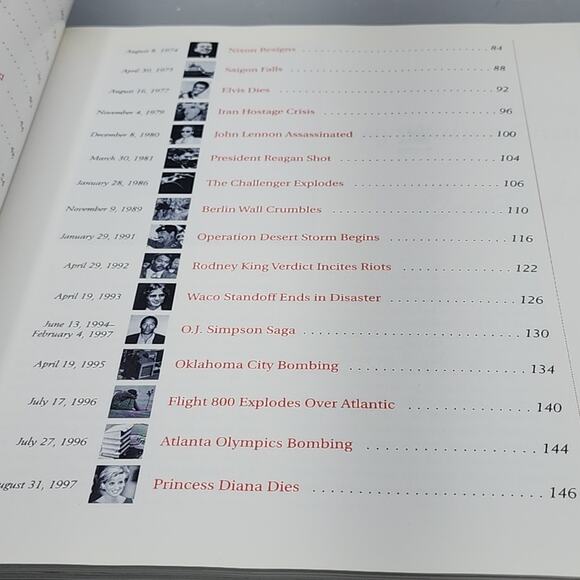 August 8, 1974 Nixon Resigns 84
April 30, 1975 Saigon Falls 88
August 16, 1977 Elvis Dies 92
November 4, 1979 Iran Hostage Crisis 96
December 8, 1980 John Lennon Assassinated 100
March 30, 1981 President Reagan Shot 104
January 28, 1986 The Challenger Explodes 106
November 9, 1989 Berlin Wall Crumbles 110
January 29, 1991 Operation Desert Storm Begins 116
April 29, 1992 Rodney King Verdict Incites Riots 122
April 19, 1993 Waco Standoff Ends in Disaster 126
June 13, 1994–
February 4, 1997 O.J. Simpson Saga 130
April 19, 1995 Oklahoma City Bombing 134
July 17, 1996 Flight 800 Explodes Over Atlantic 140
July 27, 1996 Atlanta Olympics Bombing 144
ugust 31, 1997 Princess Diana Dies 146